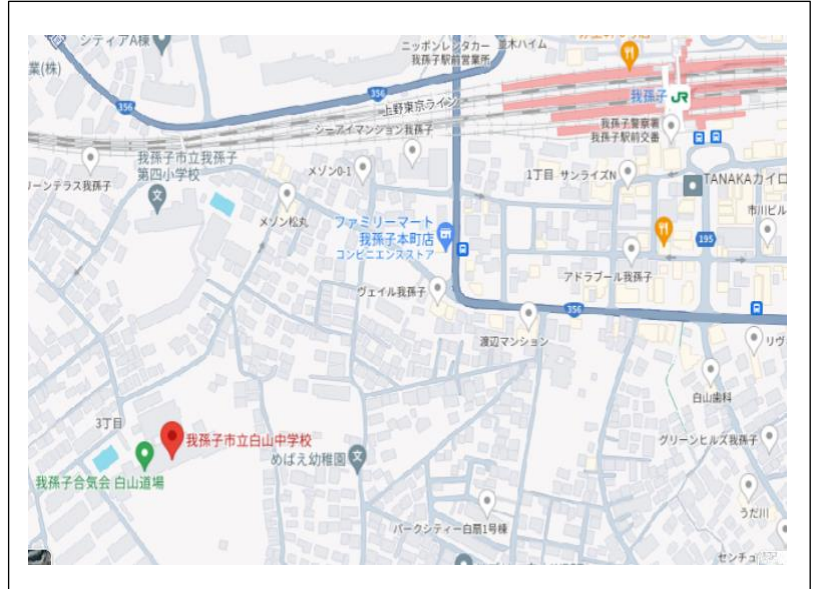 シティアA棟
業(株)
356
ニッポンレンタカー
我孫子駅前営業所
並木ハイム
356
上野東京ライン
我孫子 JR
我孫子警察署
我孫子駅前交番
シーアイマンション我孫子
我孫子市立我孫子
第四小学校
文
リーンテラス我孫子
メゾン0-1
1丁目
サンライズN
TANAKAカイロ
メゾン松丸
ファミリーマート
我孫子本町店
コンビニエンスストア
市川ビル
195
アドラブール我孫子
ヴェイル我孫子
356
渡辺マンション
リヴ
白山歯科
3丁目
我孫子市立白山中学校
我孫子合気会 白山道場
めばえ幼稚園
文
グリーンヒルズ我孫子
パークシティー白扇1号棟
うだ川
センチュ